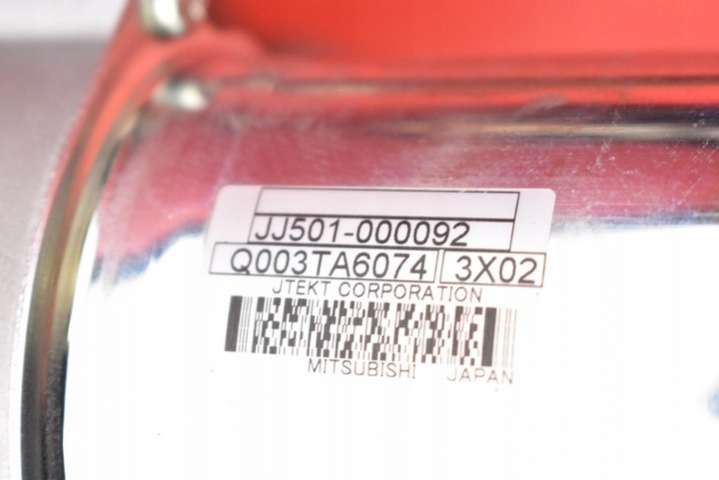 JJ501-000092
Q003TA6074 3X02
JTEKT CORPORATION
MITSUBISHI JAPAN